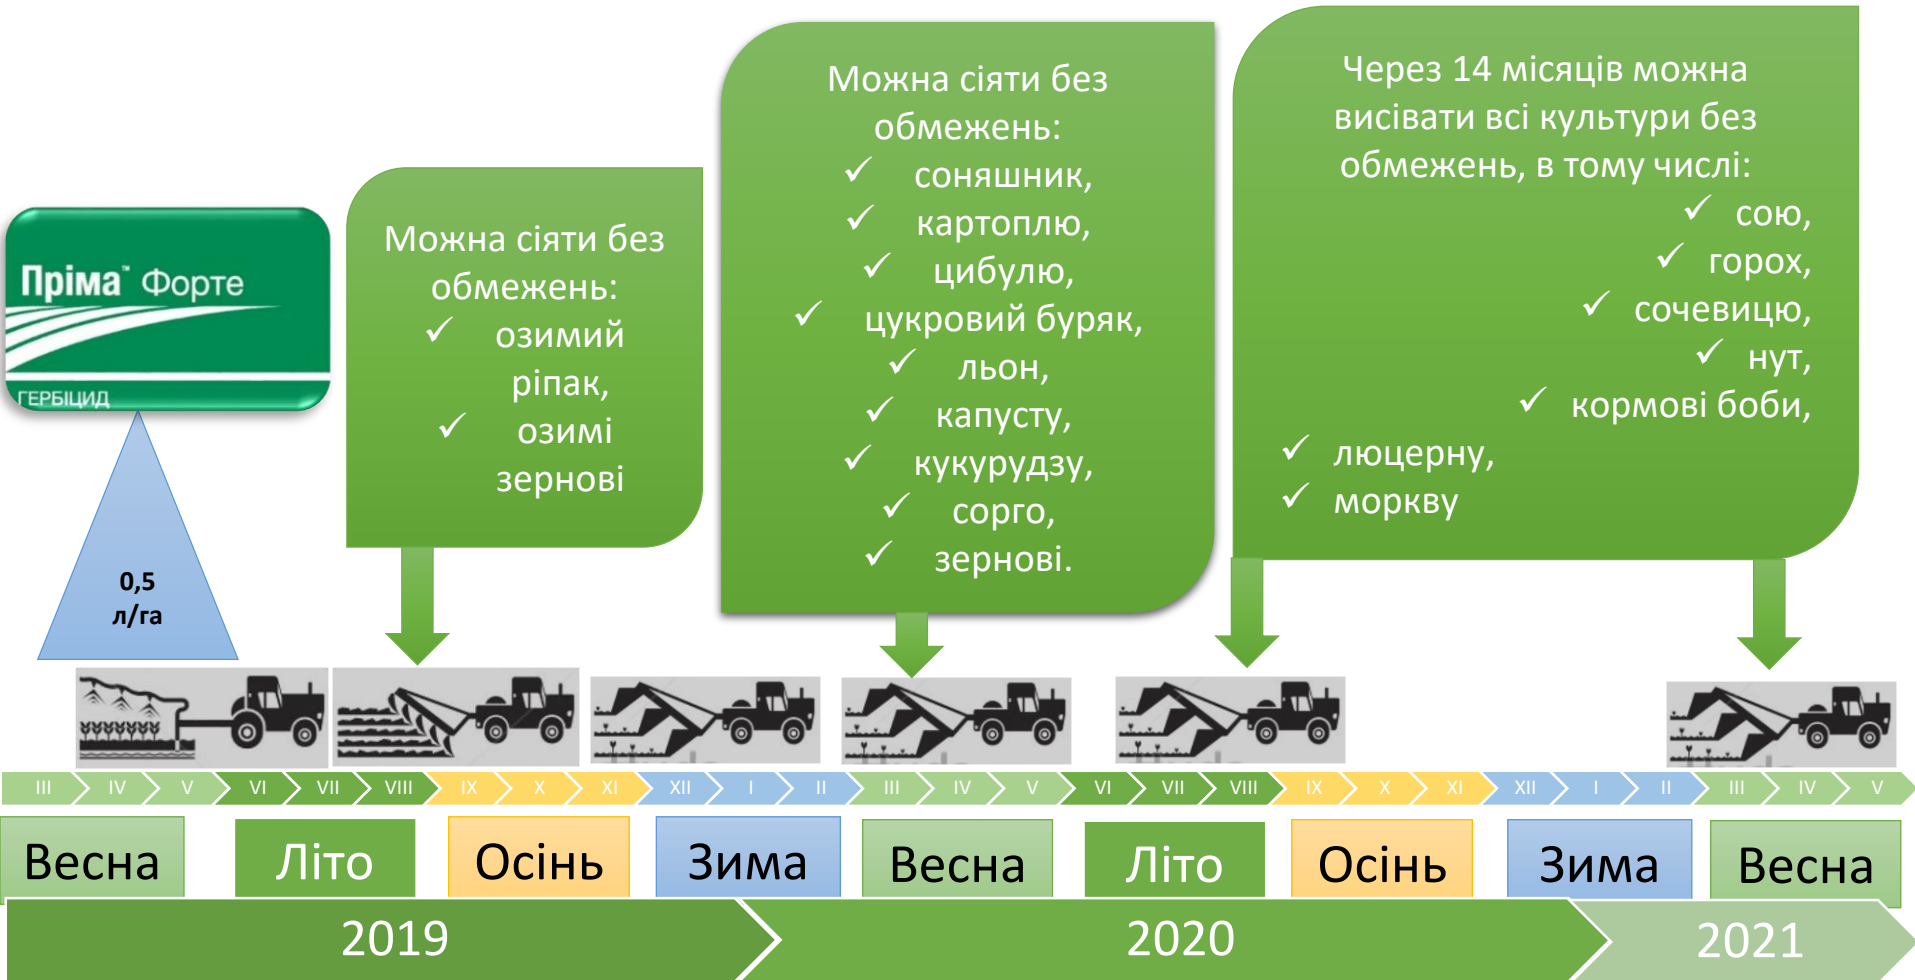 Пріма™ Форте
ГЕРБІЦИД
0,5
л/га
Можна сіяти без
обмежень:
✓ озимий
ріпак,
✓ озимі
зернові
Можна сіяти без
обмежень:
✓ соняшник,
✓ картоплю,
✓ цибулю,
✓ цукровий буряк,
✓ льон,
✓ капусту,
✓ кукурудзу,
✓ сорго,
✓ зернові.
Через 14 місяців можна
висівати всі культури без
обмежень, в тому числі:
✓ сою,
✓ горох,
✓ сочевицю,
✓ нут,
✓ кормові боби,
✓ люцерну,
✓ моркву
III IV V VI VII VIII IX X XI XII I II III IV V VI VII VIII IX X XI XII I II III IV V
Весна Літо Осінь Зима Весна Літо Осінь Зима Весна
2019 2020 2021